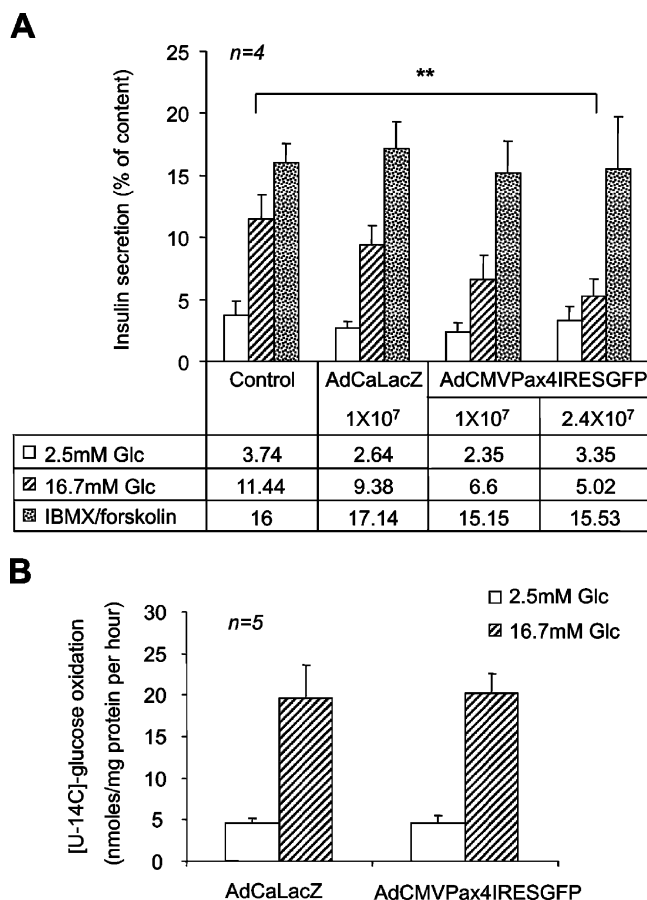 A
n=4
**
Insulin secretion (% of content)
25
20
15
10
5
0
Control AdCaLacZ AdCMVPax4IRESGFP
1X10⁷ 1X10⁷ 2.4X10⁷
2.5mM Glc 3.74 2.64 2.35 3.35
16.7mM Glc 11.44 9.38 6.6 5.02
IBMX/forskolin 16 17.14 15.15 15.53
B
n=5
2.5mM Glc
16.7mM Glc
[U-14C]-glucose oxidation
(nmoles/mg protein per hour)
30
25
20
15
10
5
0
AdCaLacZ AdCMVPax4IRESGFP